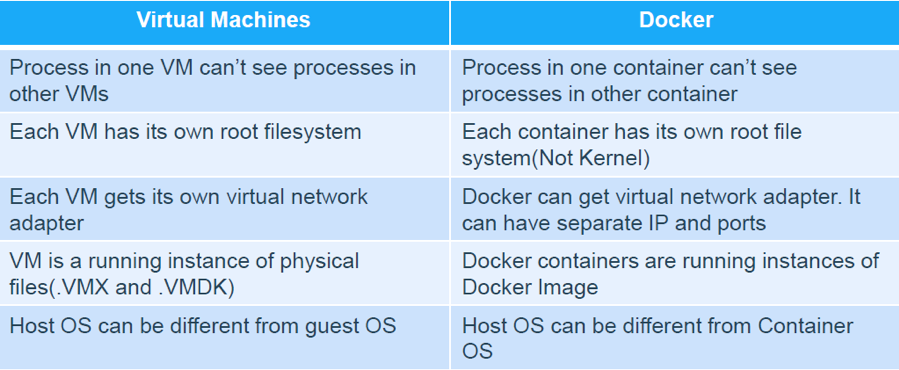 Virtual Machines
Docker
Process in one VM can’t see processes in
other VMs
Process in one container can’t see
processes in other container
Each VM has its own root filesystem
Each container has its own root file
system(Not Kernel)
Each VM gets its own virtual network
adapter
Docker can get virtual network adapter. It
can have separate IP and ports
VM is a running instance of physical
files(.VMX and .VMDK)
Docker containers are running instances of
Docker Image
Host OS can be different from guest OS
Host OS can be different from Container
OS